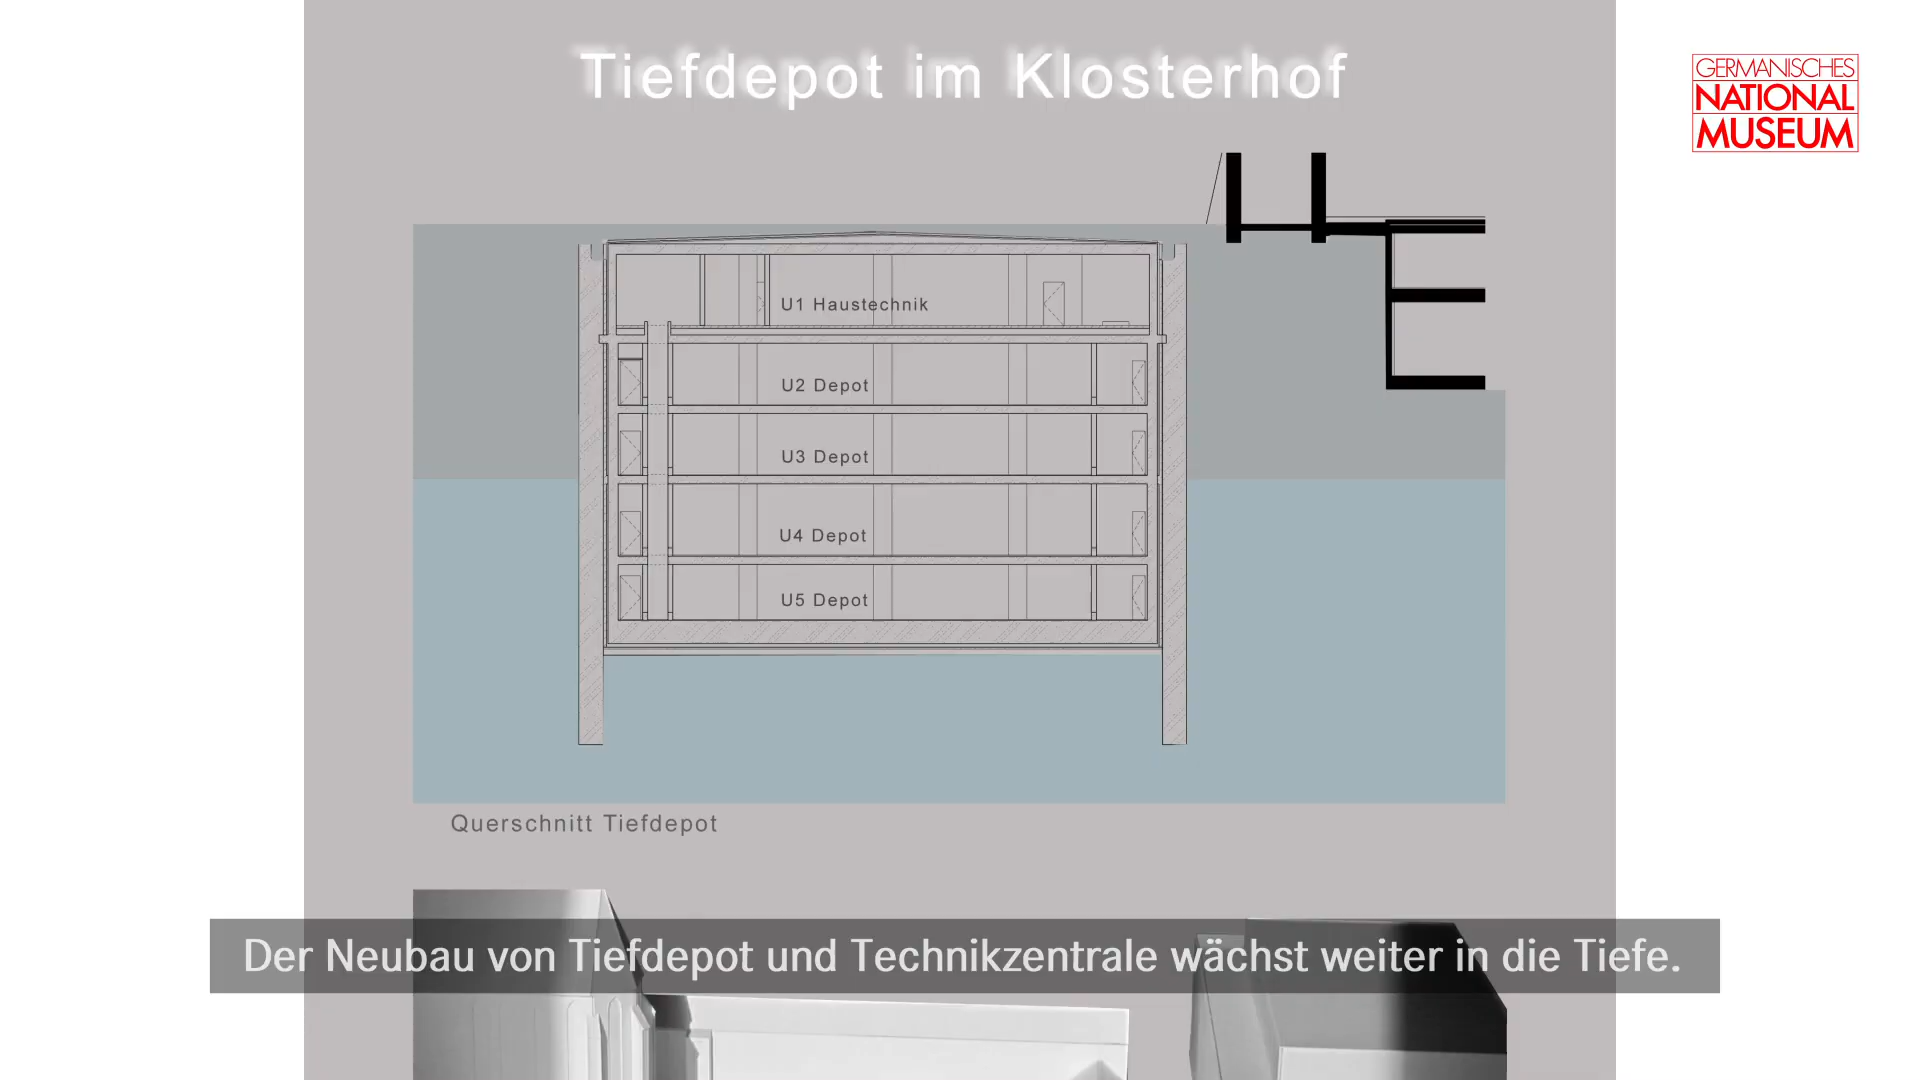 Tiefdepot im Klosterhof
GERMANISCHES
NATIONAL
MUSEUM
U1 Haustechnik
U2 Depot
U3 Depot
U4 Depot
U5 Depot
Querschnitt Tiefdepot
Der Neubau von Tiefdepot und Technikzentrale wächst weiter in die Tiefe.